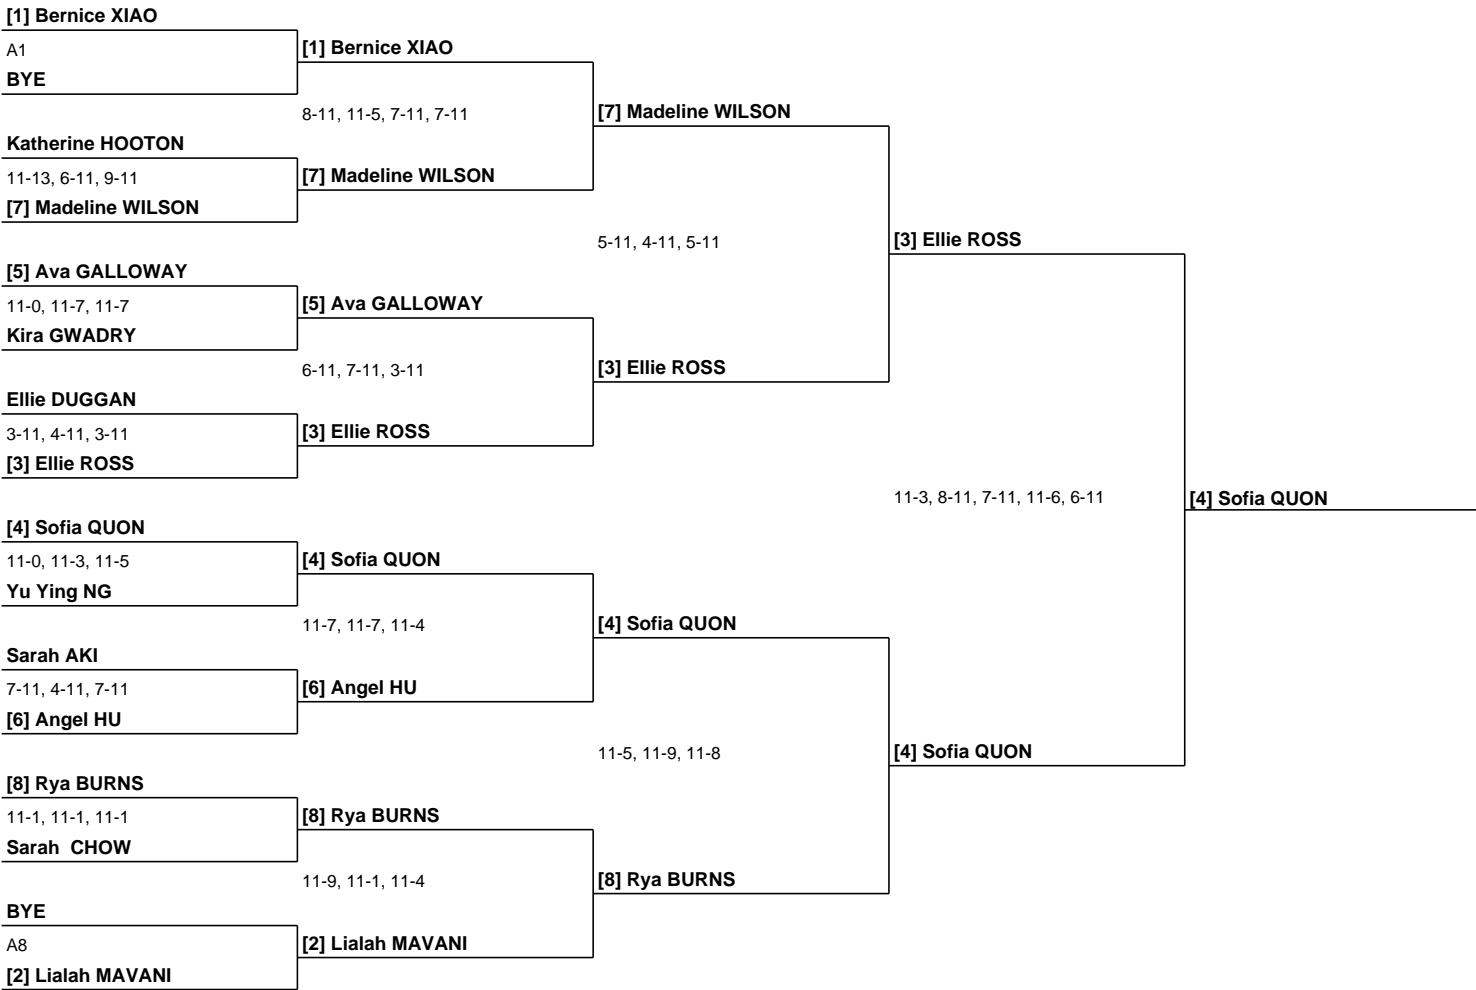 [1] Bernice XIAO
A1
BYE
Katherine HOOTON
11-13, 6-11, 9-11
[7] Madeline WILSON
[5] Ava GALLOWAY
11-0, 11-7, 11-7
Kira GWADRY
Ellie DUGGAN
3-11, 4-11, 3-11
[3] Ellie ROSS
[4] Sofia QUON
11-0, 11-3, 11-5
Yu Ying NG
Sarah AKI
7-11, 4-11, 7-11
[6] Angel HU
[8] Rya BURNS
11-1, 11-1, 11-1
Sarah  CHOW
BYE
A8
[2] Lialah MAVANI
[1] Bernice XIAO
8-11, 11-5, 7-11, 7-11
[7] Madeline WILSON
[5] Ava GALLOWAY
6-11, 7-11, 3-11
[3] Ellie ROSS
[4] Sofia QUON
11-7, 11-7, 11-4
[6] Angel HU
[8] Rya BURNS
11-9, 11-1, 11-4
[2] Lialah MAVANI
[7] Madeline WILSON
5-11, 4-11, 5-11
[3] Ellie ROSS
[4] Sofia QUON
11-5, 11-9, 11-8
[8] Rya BURNS
[3] Ellie ROSS
11-3, 8-11, 7-11, 11-6, 6-11
[4] Sofia QUON
[4] Sofia QUON